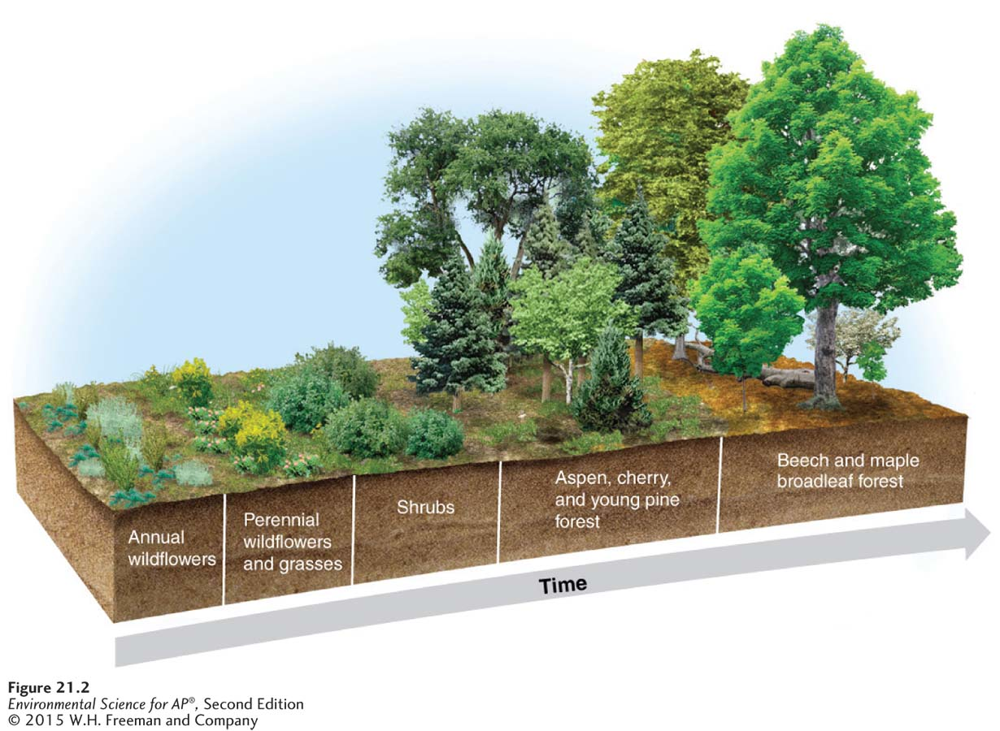 Annual
wildflowers
Perennial
wildflowers
and grasses
Shrubs
Aspen, cherry,
and young pine
forest
Beech and maple
broadleaf forest
Time
Figure 21.2
Environmental Science for AP®, Second Edition
© 2015 W.H. Freeman and Company